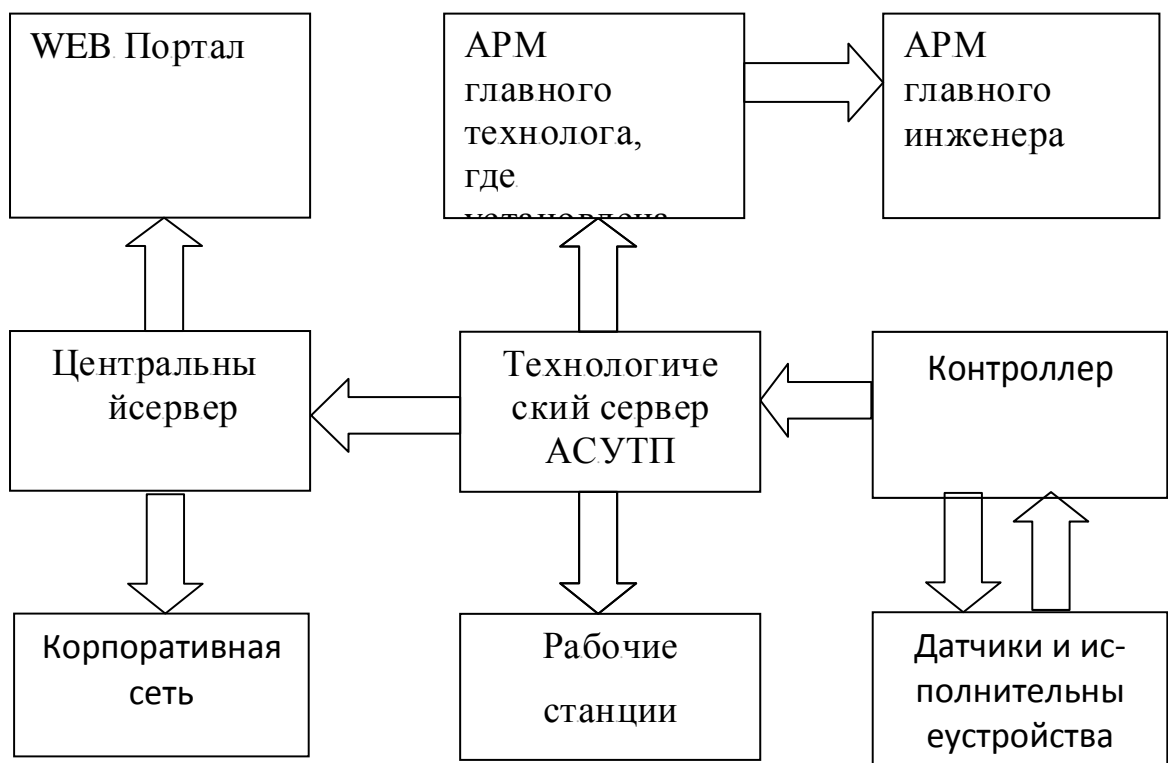 WEB Портал
АРМ
главного
технолога,
где
АРМ
главного
инженера
Центральны
йсервер
Технологиче
ский сервер
АСУТП
Контроллер
Корпоративная
сеть
Рабочие
станции
Датчики и ис-
полнительны
еустройства